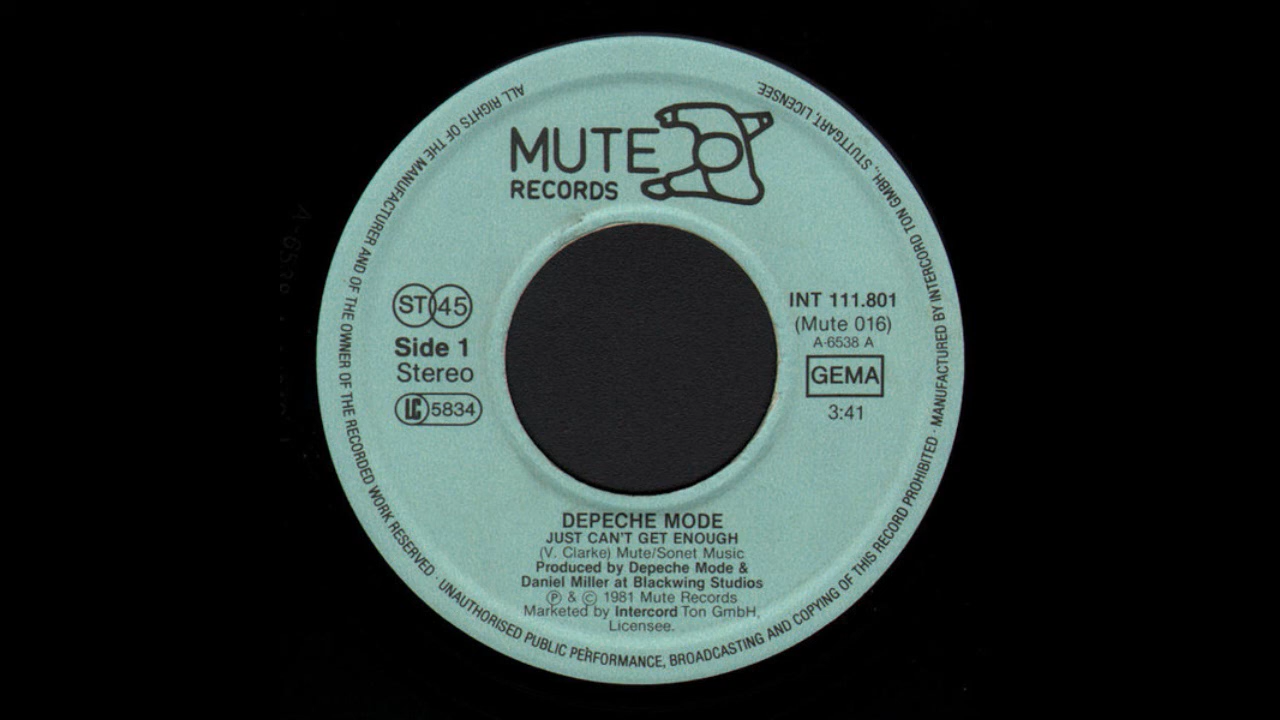 MUTE
RECORDS
ST 45
Side 1
Stereo
LC 5834
INT 111.801
(Mute 016)
A-6538 A
GEMA
3:41
DEPECHE MODE
JUST CAN'T GET ENOUGH
(V. Clarke) Mute/Sonet Music
Produced by Depeche Mode &
Daniel Miller at Blackwing Studios
Ⓟ & © 1981 Mute Records
Marketed by Intercord Ton GmbH,
Licensee.
ALL RIGHTS OF THE MANUFACTURER AND OF THE OWNER OF THE RECORDED WORK RESERVED · UNAUTHORISED PUBLIC PERFORMANCE, BROADCASTING AND COPYING OF THIS RECORD PROHIBITED · MANUFACTURED BY INTERCORD TON GMBH, STUTTGART, LICENSEE.